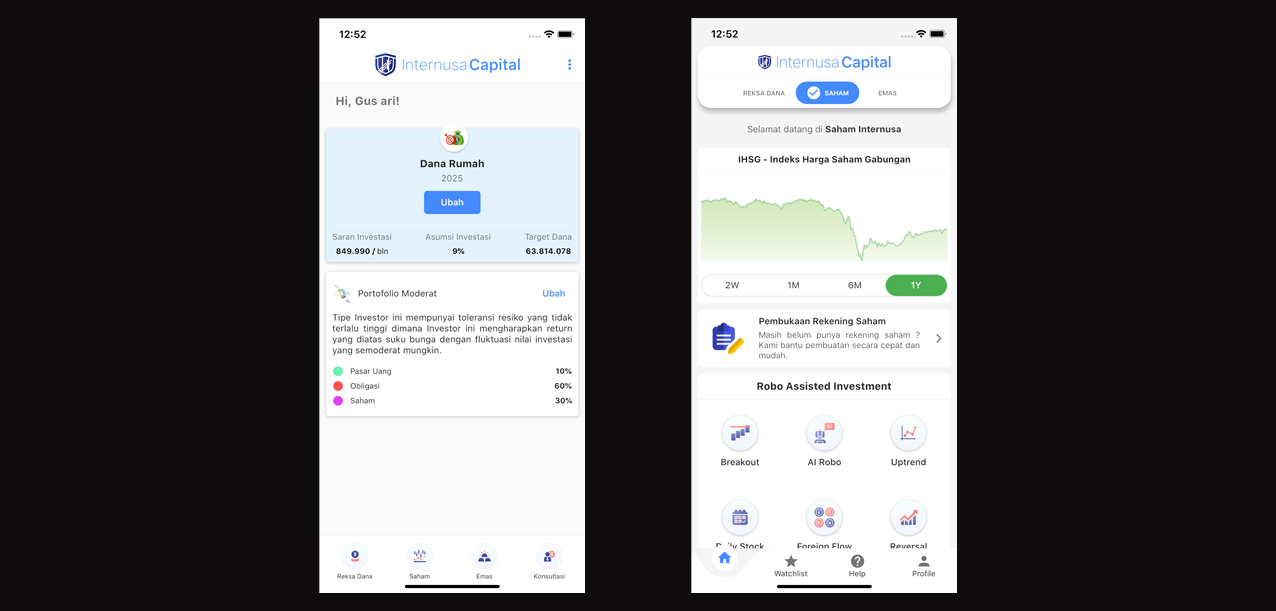 12:52
Internusa Capital
Hi, Gus ari!
Dana Rumah
2025
Ubah
Saran Investasi Asumsi Investasi Target Dana
849.990 / bln 9% 63.814.078
Portofolio Moderat Ubah
Tipe Investor ini mempunyai toleransi resiko yang tidak
terlalu tinggi dimana Investor ini mengharapkan return
yang diatas suku bunga dengan fluktuasi nilai investasi
yang semoderat mungkin.
Pasar Uang 10%
Obligasi 60%
Saham 30%
Reksa Dana Saham Emas Konsultasi
12:52
Internusa Capital
REKSA DANA SAHAM EMAS
Selamat datang di Saham Internusa
IHSG - Indeks Harga Saham Gabungan
2W 1M 6M 1Y
Pembukaan Rekening Saham
Masih belum punya rekening saham ?
Kami bantu pembuatan secara cepat dan
mudah.
Robo Assisted Investment
AI
Breakout AI Robo Uptrend
Daily Stock Foreign Flow Reversal
Watchlist Help Profile